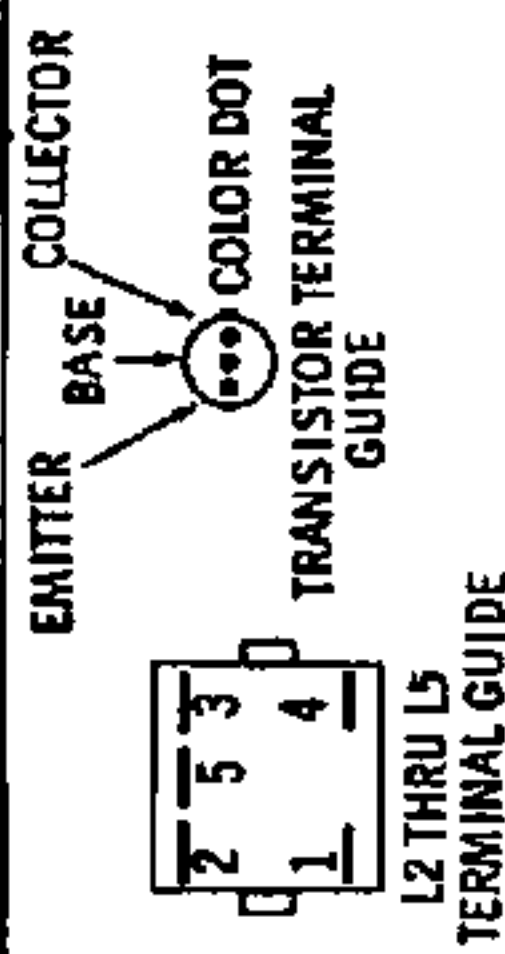 EMITTER
BASE
COLLECTOR
COLOR DOT
TRANSISTOR TERMINAL
GUIDE
2 5 3
1 4
L2 THRU L5
TERMINAL GUIDE